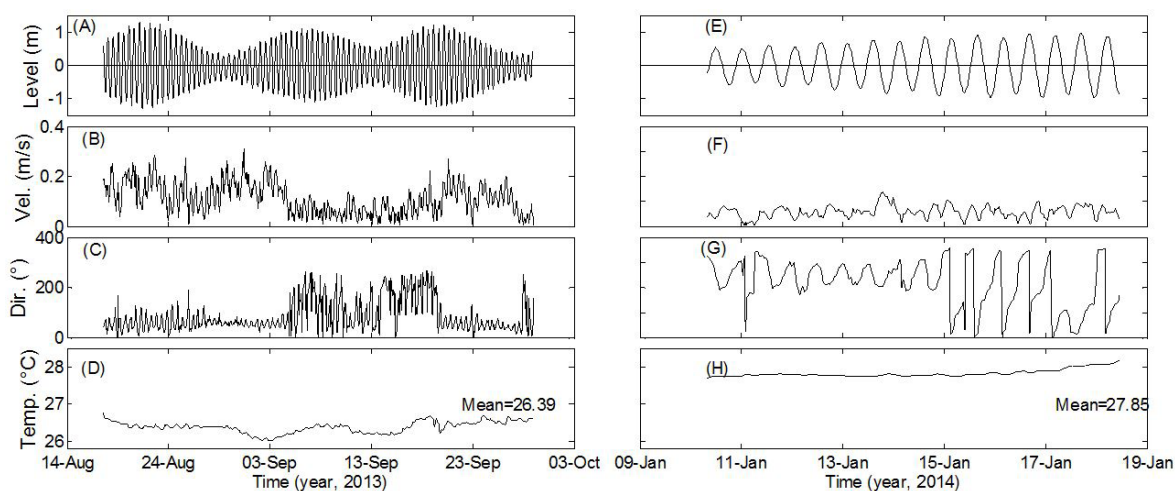 (A)
Level (m)
1
0
-1
(B)
Vel. (m/s)
0.4
0.2
0
(C)
Dir. (°)
400
200
0
(D)
Temp. (°C)
28
27
26
Mean=26.39
14-Aug 24-Aug 03-Sep 13-Sep 23-Sep 03-Oct
Time (year, 2013)
(E)
(F)
(G)
(H)
Mean=27.85
09-Jan 11-Jan 13-Jan 15-Jan 17-Jan 19-Jan
Time (year, 2014)